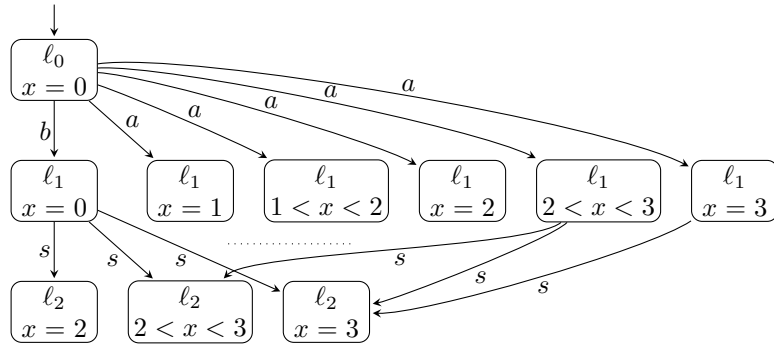 ℓ₀
x = 0
a
a
a
a
a
b
ℓ₁
x = 0
ℓ₁
x = 1
ℓ₁
1 < x < 2
ℓ₁
x = 2
ℓ₁
2 < x < 3
ℓ₁
x = 3
s
s
s
s
s
s
ℓ₂
x = 2
ℓ₂
2 < x < 3
ℓ₂
x = 3